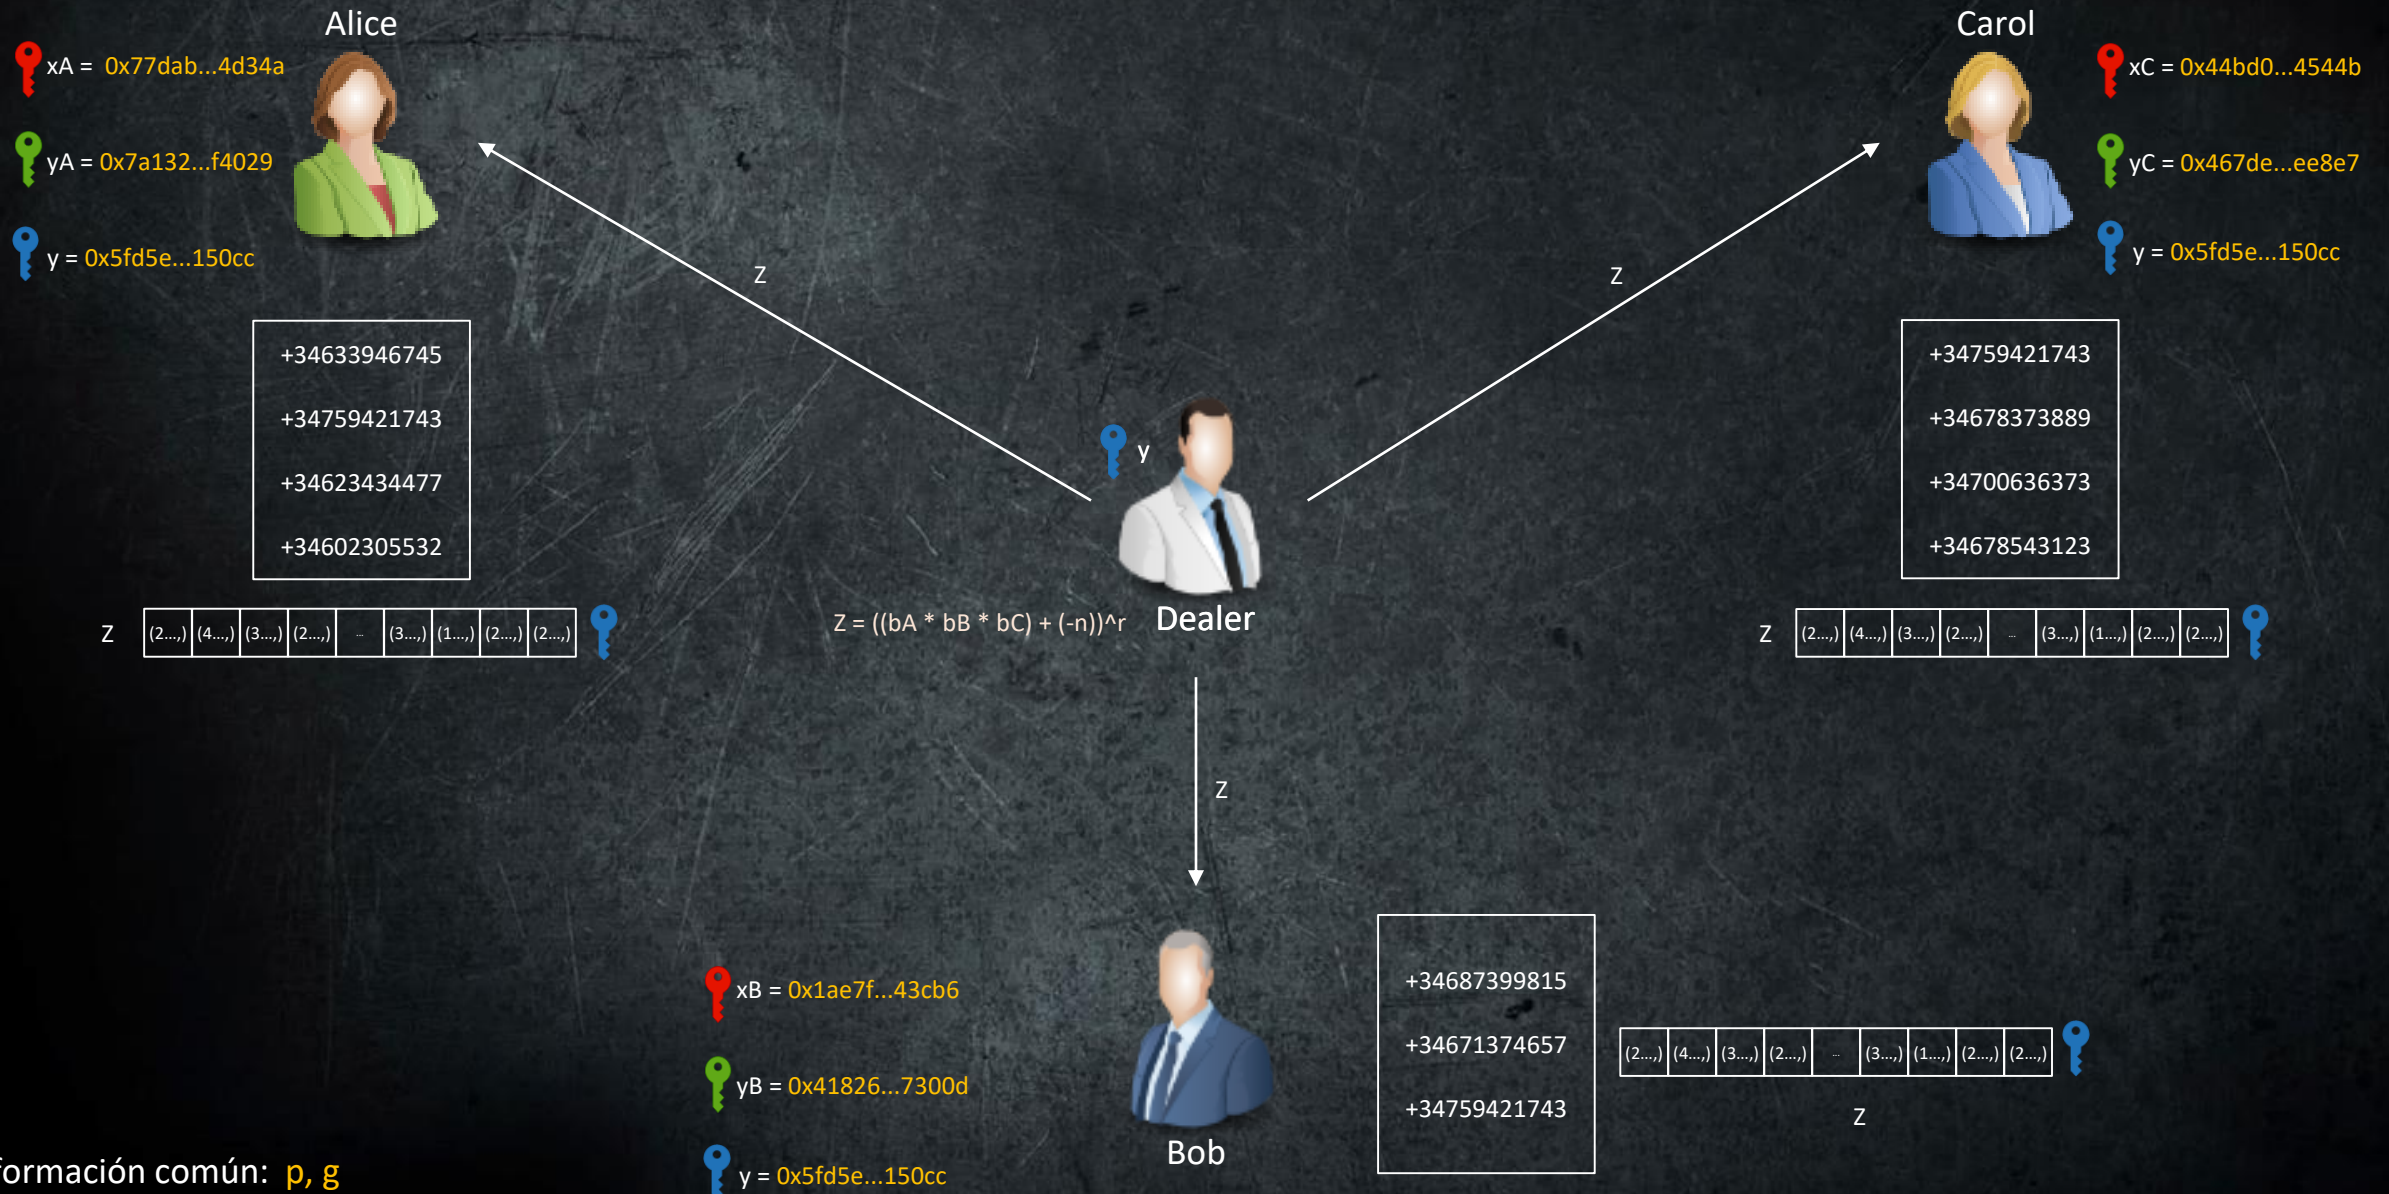 Alice
xA = 0x77dab...4d34a
yA = 0x7a132...f4029
y = 0x5fd5e...150cc
+34633946745
+34759421743
+34623434477
+34602305532
Z (2...,) (4...,) (3...,) (2...,) ... (3...,) (1...,) (2...,) (2...,)
Z
Carol
xC = 0x44bd0...4544b
yC = 0x467de...ee8e7
y = 0x5fd5e...150cc
+34759421743
+34678373889
+34700636373
+34678543123
Z (2...,) (4...,) (3...,) (2...,) ... (3...,) (1...,) (2...,) (2...,)
Z
y
Z = ((bA * bB * bC) + (-n))^r
Dealer
Z
xB = 0x1ae7f...43cb6
yB = 0x41826...7300d
y = 0x5fd5e...150cc
Bob
+34687399815
+34671374657
+34759421743
(2...,) (4...,) (3...,) (2...,) ... (3...,) (1...,) (2...,) (2...,)
Z
formación común: p, g